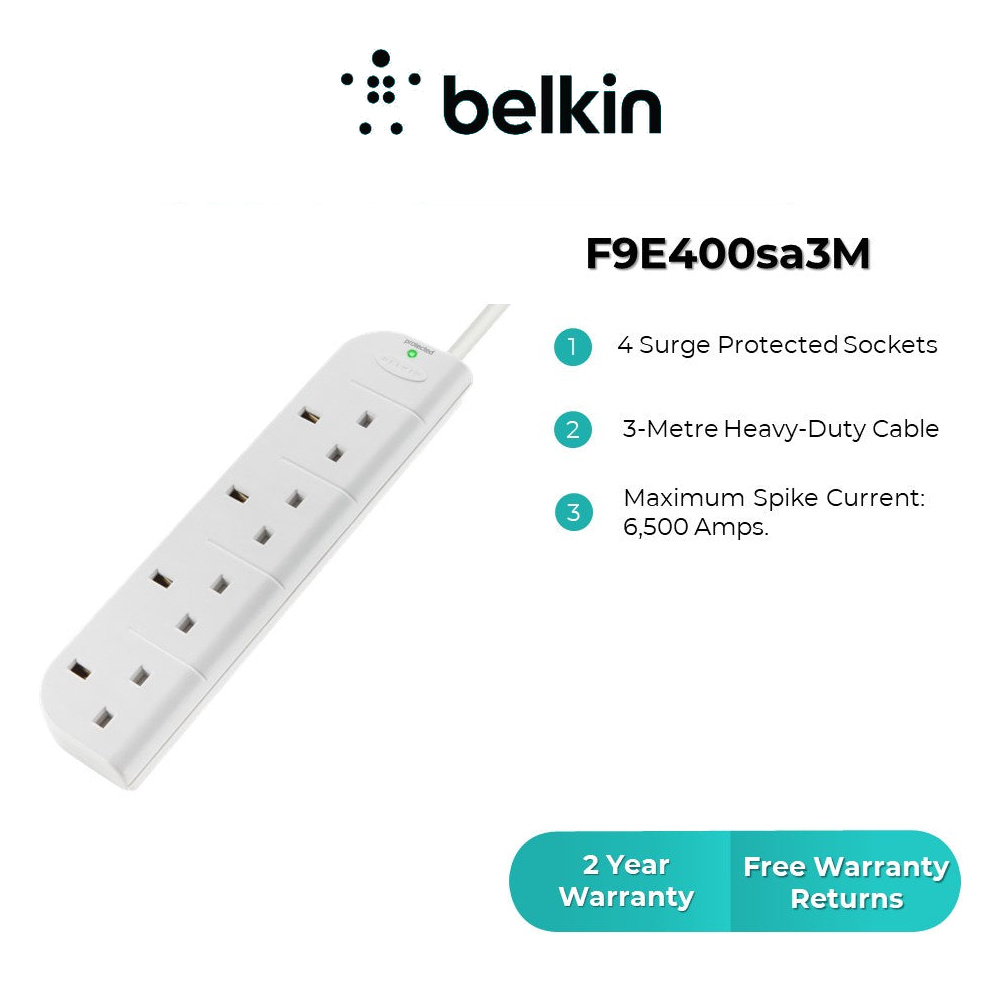 belkin
F9E400sa3M
protected
BELKIN
1 4 Surge Protected Sockets
2 3-Metre Heavy-Duty Cable
3 Maximum Spike Current:
6,500 Amps.
2 Year
Warranty
Free Warranty
Returns